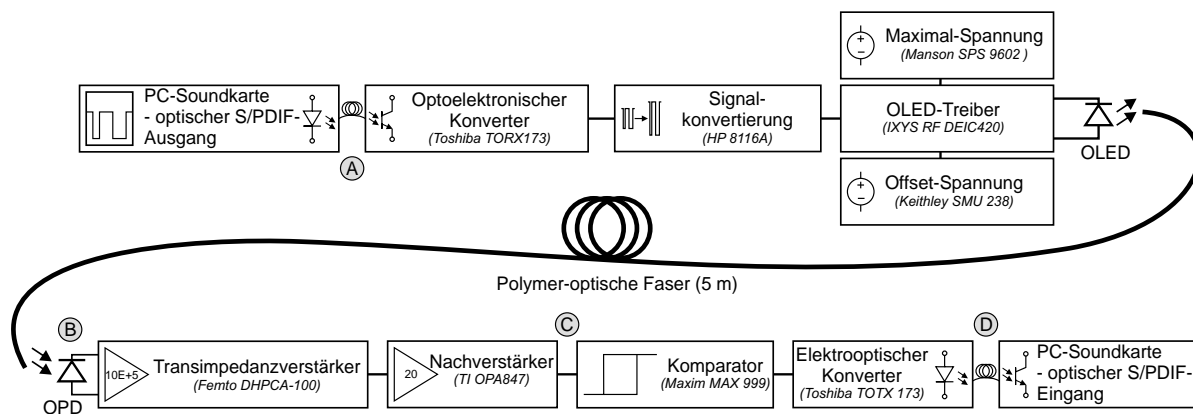 Maximal-Spannung
(Manson SPS 9602 )
PC-Soundkarte
- optischer S/PDIF-
Ausgang
A
Optoelektronischer
Konverter
(Toshiba TORX173)
Signal-
konvertierung
(HP 8116A)
OLED-Treiber
(IXYS RF DEIC420)
OLED
Offset-Spannung
(Keithley SMU 238)
Polymer-optische Faser (5 m)
B
OPD
10E+5
Transimpedanzverstärker
(Femto DHPCA-100)
20
Nachverstärker
(TI OPA847)
C
Komparator
(Maxim MAX 999)
Elektrooptischer
Konverter
(Toshiba TOTX 173)
D
PC-Soundkarte
- optischer S/PDIF-
Eingang